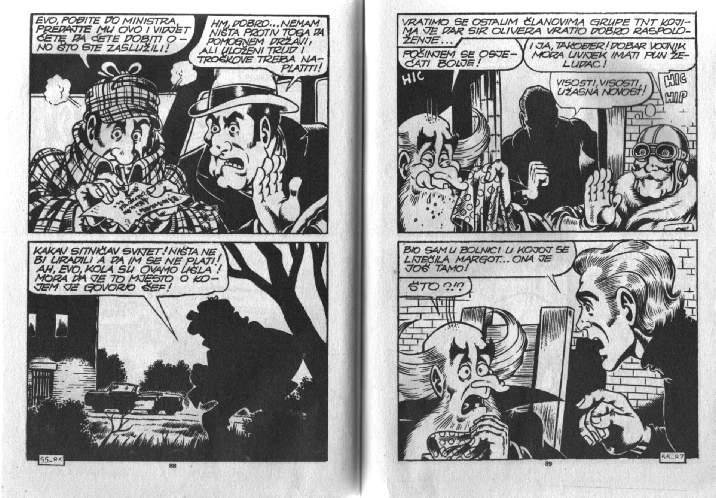 EVO, POĐITE DO MINISTRA,
PREDAJTE MU OVO I VIDJET
ĆETE DA ĆETE DOBITI O-
NO ŠTO STE ZASLUŽILI!
HM, DOBRO... NEMAM
NIŠTA PROTIV TOGA DA
POMOGNEM DRŽAVI,
ALI ULOŽENI TRUD I
TROŠKOVE TREBA NA-
PLATITI!
KAKAV SITNIČAV SVIJET! NIŠTA NE
BI URADILI A DA IM SE NE PLATI!
AH, EVO, KOLA SU OVAMO UŠLA!
MORA DA JE TO MJESTO O KO-
JEM JE GOVORIO ŠEF!
88
VRATIMO SE OSTALIM ČLANOVIMA GRUPE TNT KOJI-
MA JE DAR SIR OLIVERA VRATIO DOBRO RASPOLO-
ŽENJE...
POČINJEM SE OSJE-
ĆATI BOLJE!
HIC
I JA, TAKOĐER! DOBAR VOJNIK
MORA UVIJEK IMATI PUN ŽE-
LUDAC!
VISOSTI, VISOSTI,
UŽASNA NOVOST!
HIC
HIP
BIO SAM U BOLNICI U KOJOJ SE
LIJEČILA MARGOT... ONA JE
JOŠ TAMO!
ŠTO ?!?
89